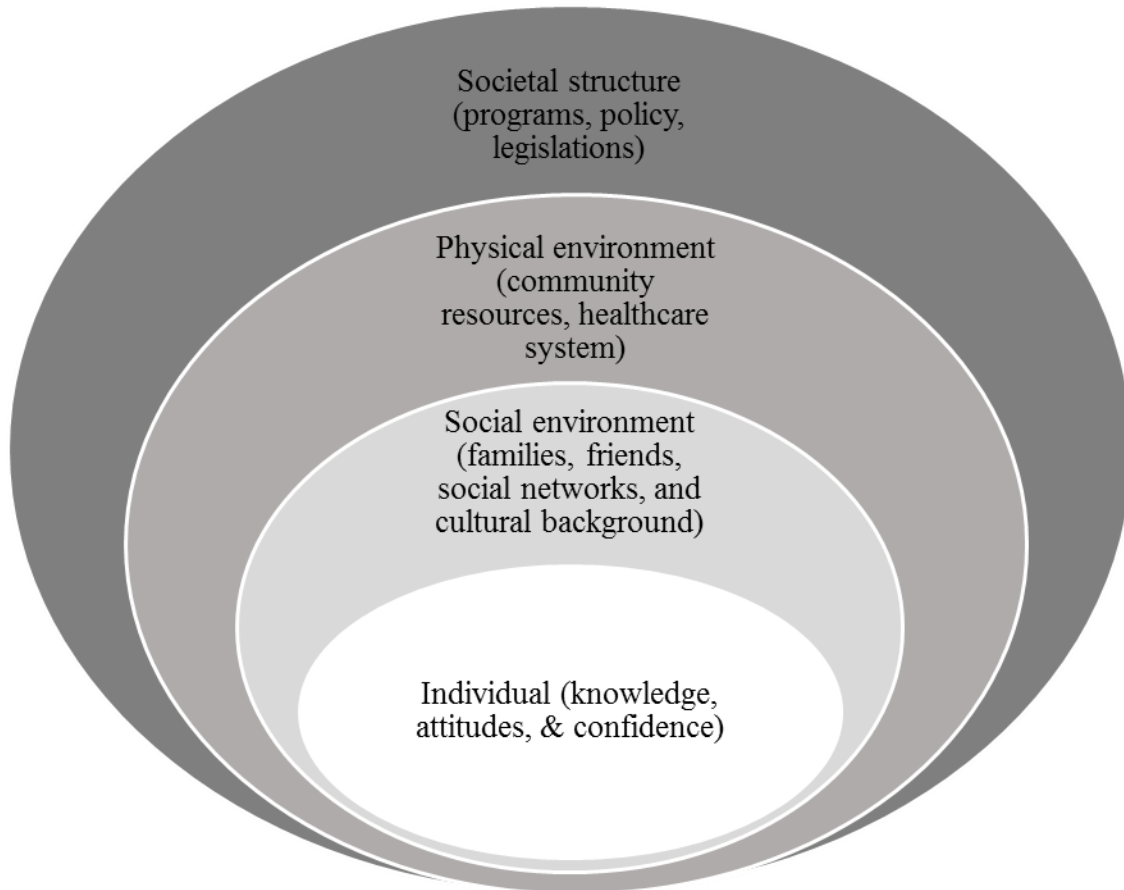 Societal structure
(programs, policy,
legislations)
Physical environment
(community
resources, healthcare
system)
Social environment
(families, friends,
social networks, and
cultural background)
Individual (knowledge,
attitudes, & confidence)